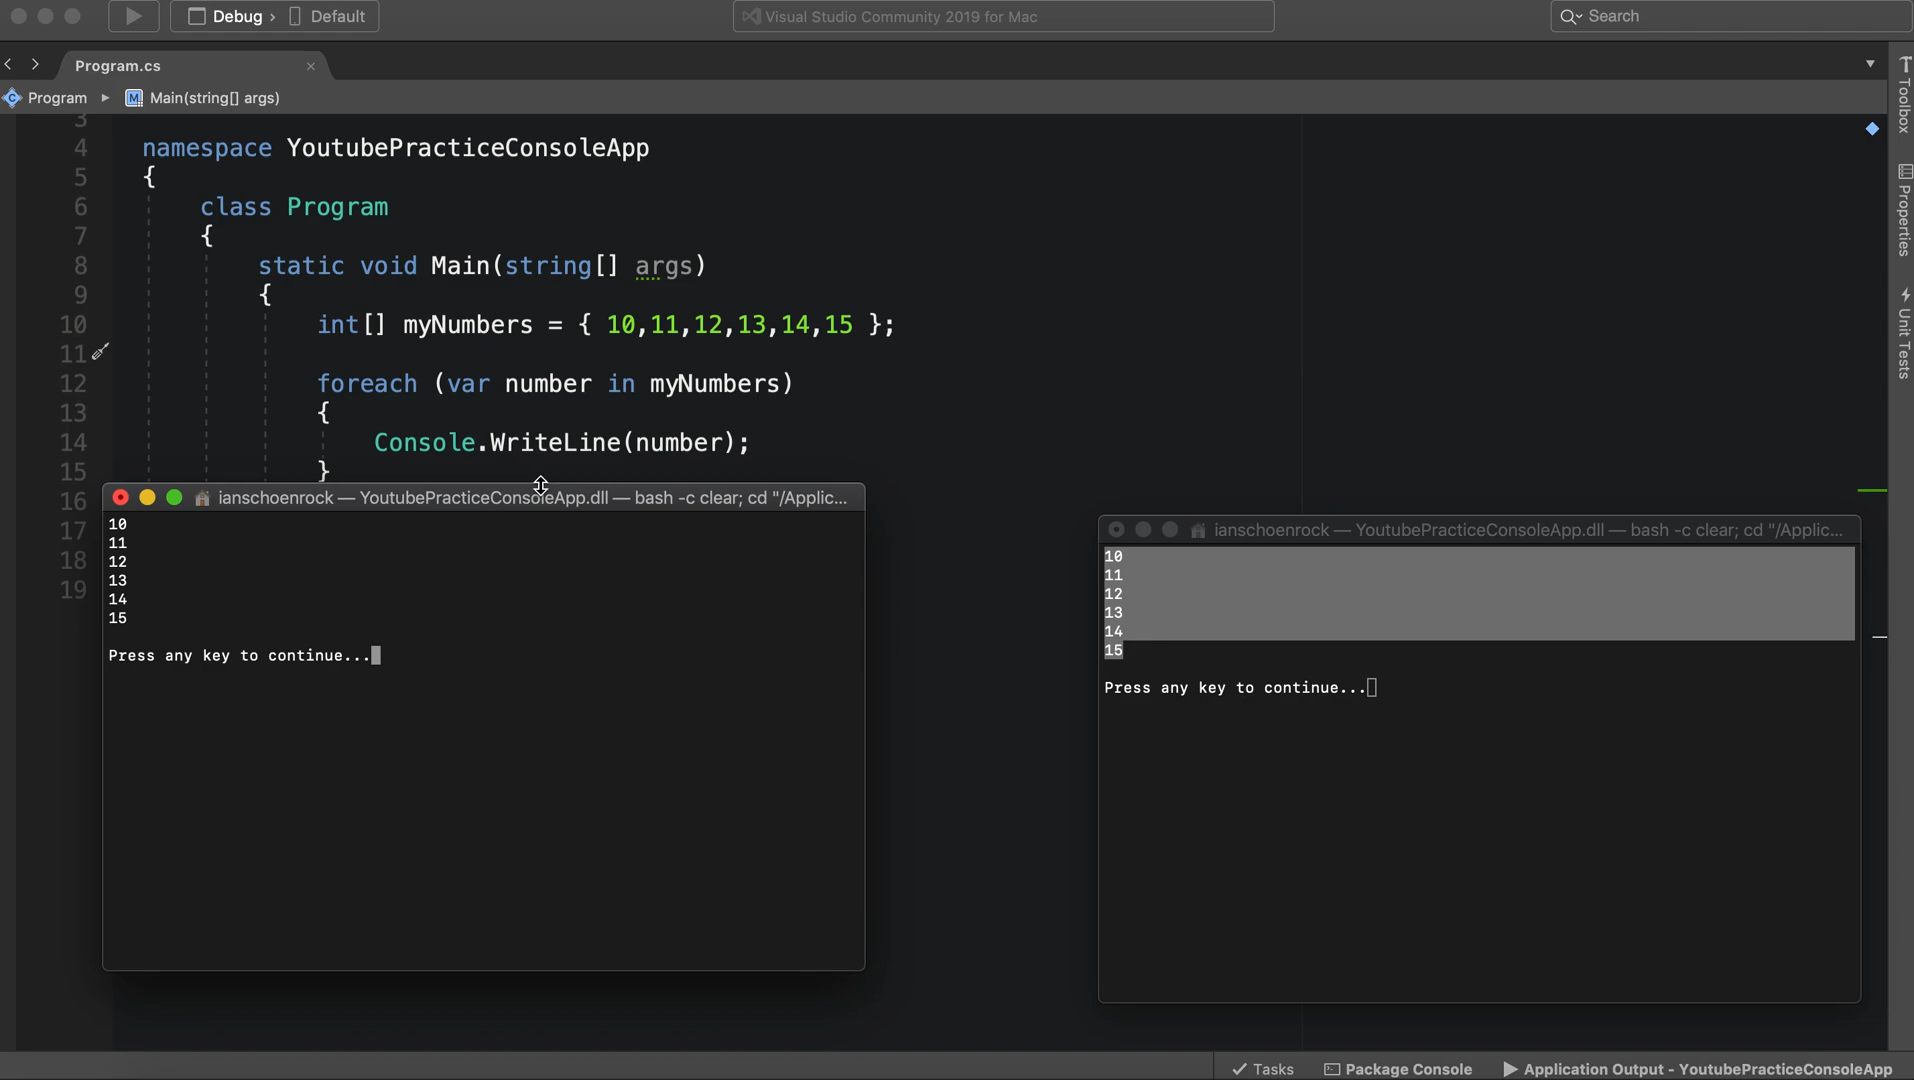 Debug › Default
Visual Studio Community 2019 for Mac
Search
Program.cs
Program
Main(string[] args)
3
4 namespace YoutubePracticeConsoleApp
5 {
6 class Program
7 {
8 static void Main(string[] args)
9 {
10 int[] myNumbers = { 10,11,12,13,14,15 };
11
12 foreach (var number in myNumbers)
13 {
14 Console.WriteLine(number);
15 }
16
17
18
19
ianschoenrock — YoutubePracticeConsoleApp.dll — bash -c clear; cd "/Applic...
10
11
12
13
14
15
Press any key to continue...
ianschoenrock — YoutubePracticeConsoleApp.dll — bash -c clear; cd "/Applic...
10
11
12
13
14
15
Press any key to continue...
Toolbox
Properties
Unit Tests
Tasks
Package Console
Application Output - YoutubePracticeConsoleApp